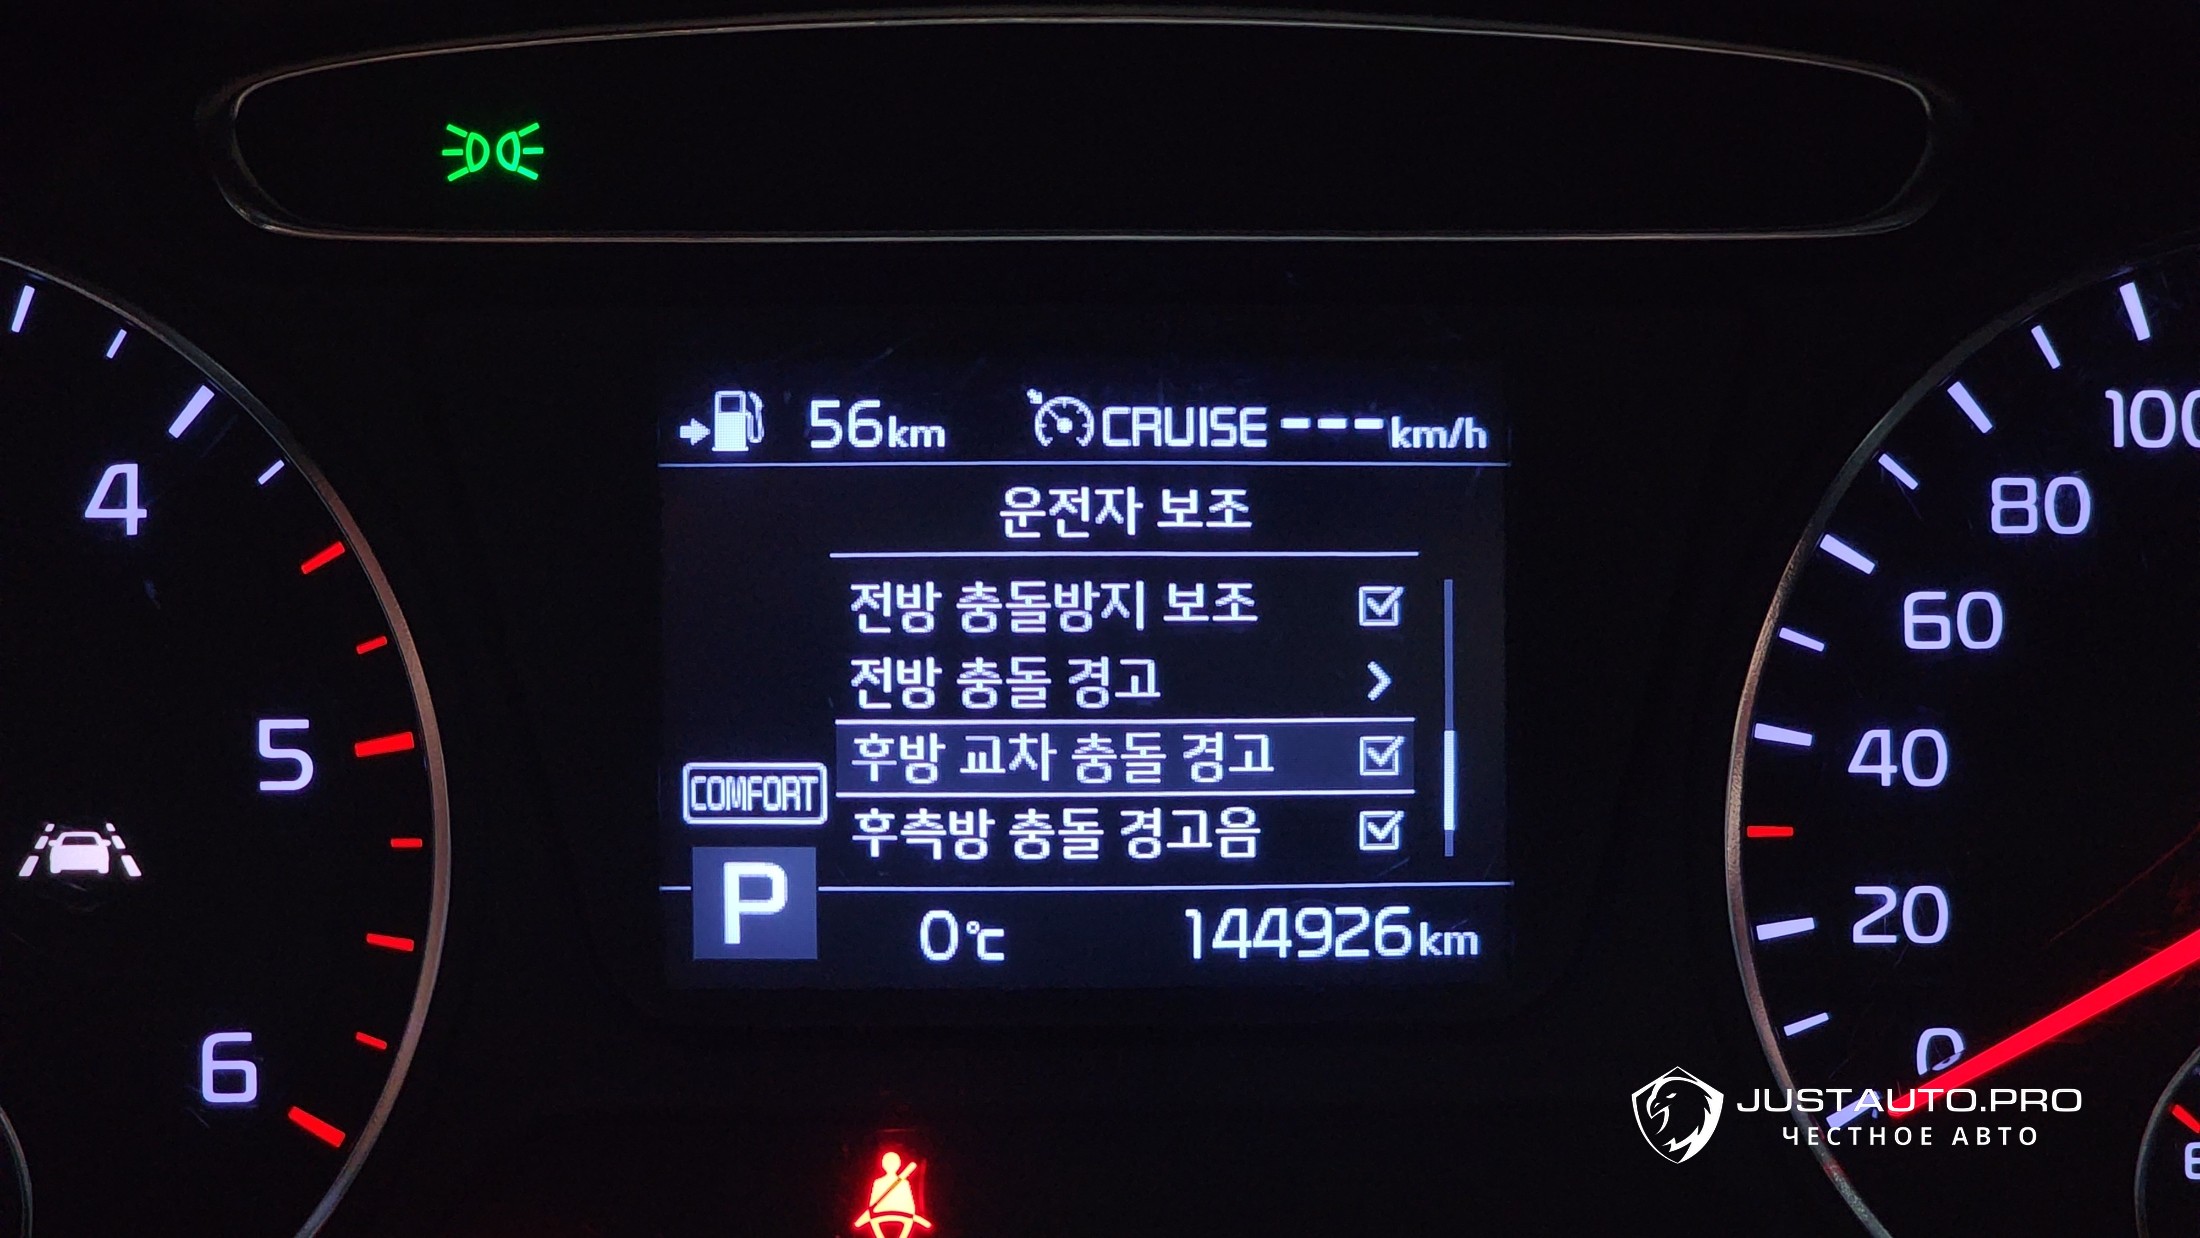 56km CRUISE---km/h
운전자 보조
전방 충돌방지 보조
전방 충돌 경고
후방 교차 충돌 경고
후측방 충돌 경고음
COMFORT
P
0℃ 144926km
4
5
6
100
80
60
40
20
0
JUSTAUTO.PRO
ЧЕСТНОЕ АВТО